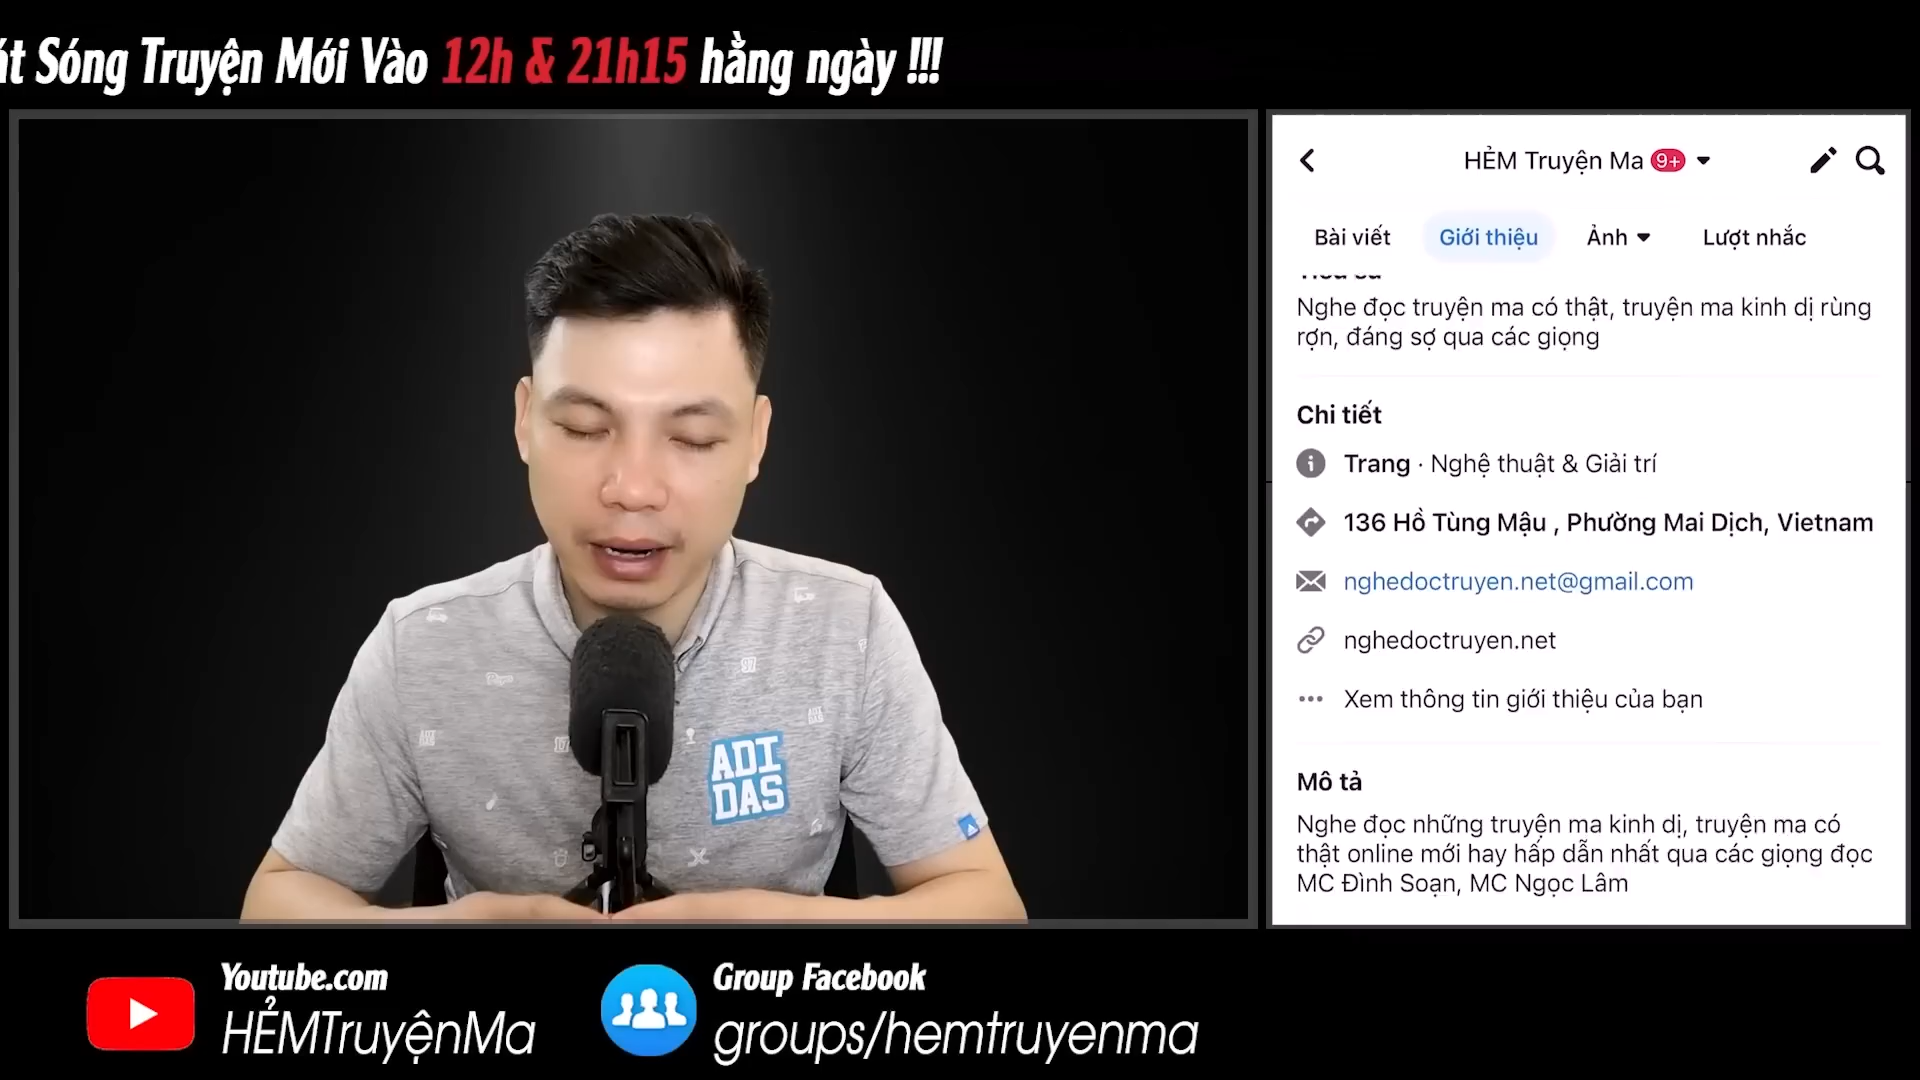 át Sóng Truyện Mới Vào 12h & 21h15 hằng ngày !!!
HẺM Truyện Ma 9+
Bài viết Giới thiệu Ảnh Lượt nhắc
Nghe đọc truyện ma có thật, truyện ma kinh dị rùng
rợn, đáng sợ qua các giọng
Chi tiết
Trang · Nghệ thuật & Giải trí
136 Hồ Tùng Mậu , Phường Mai Dịch, Vietnam
nghedoctruyen.net@gmail.com
nghedoctruyen.net
Xem thông tin giới thiệu của bạn
Mô tả
Nghe đọc những truyện ma kinh dị, truyện ma có
thật online mới hay hấp dẫn nhất qua các giọng đọc
MC Đình Soạn, MC Ngọc Lâm
ADI
DAS
Youtube.com
HẺMTruyệnMa
Group Facebook
groups/hemtruyenma